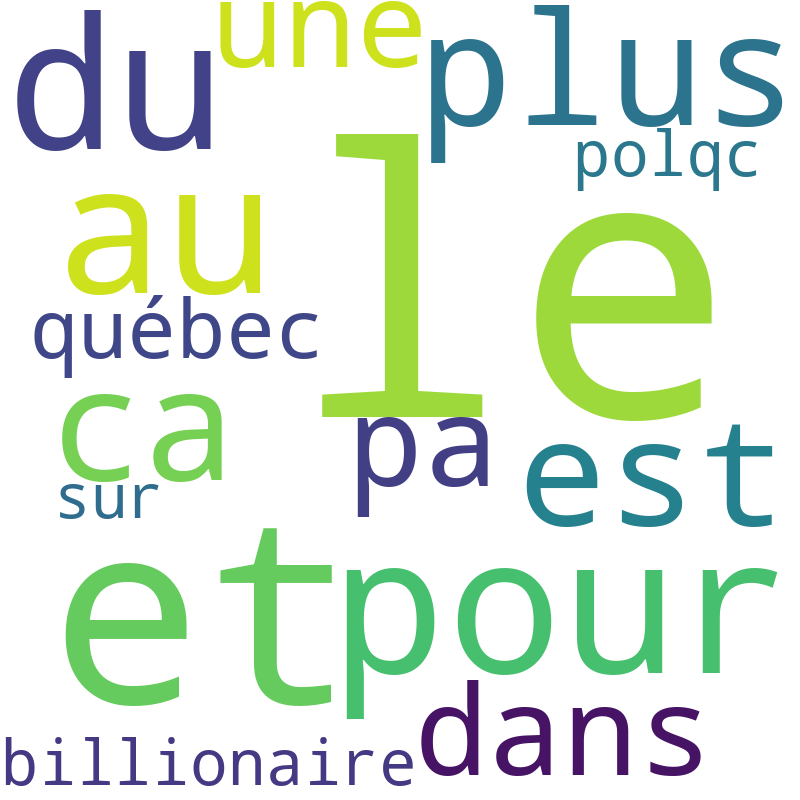 une
du
plus
polqc
le
au
québec
ca
pa
est
sur
et
pour
dans
billionaire